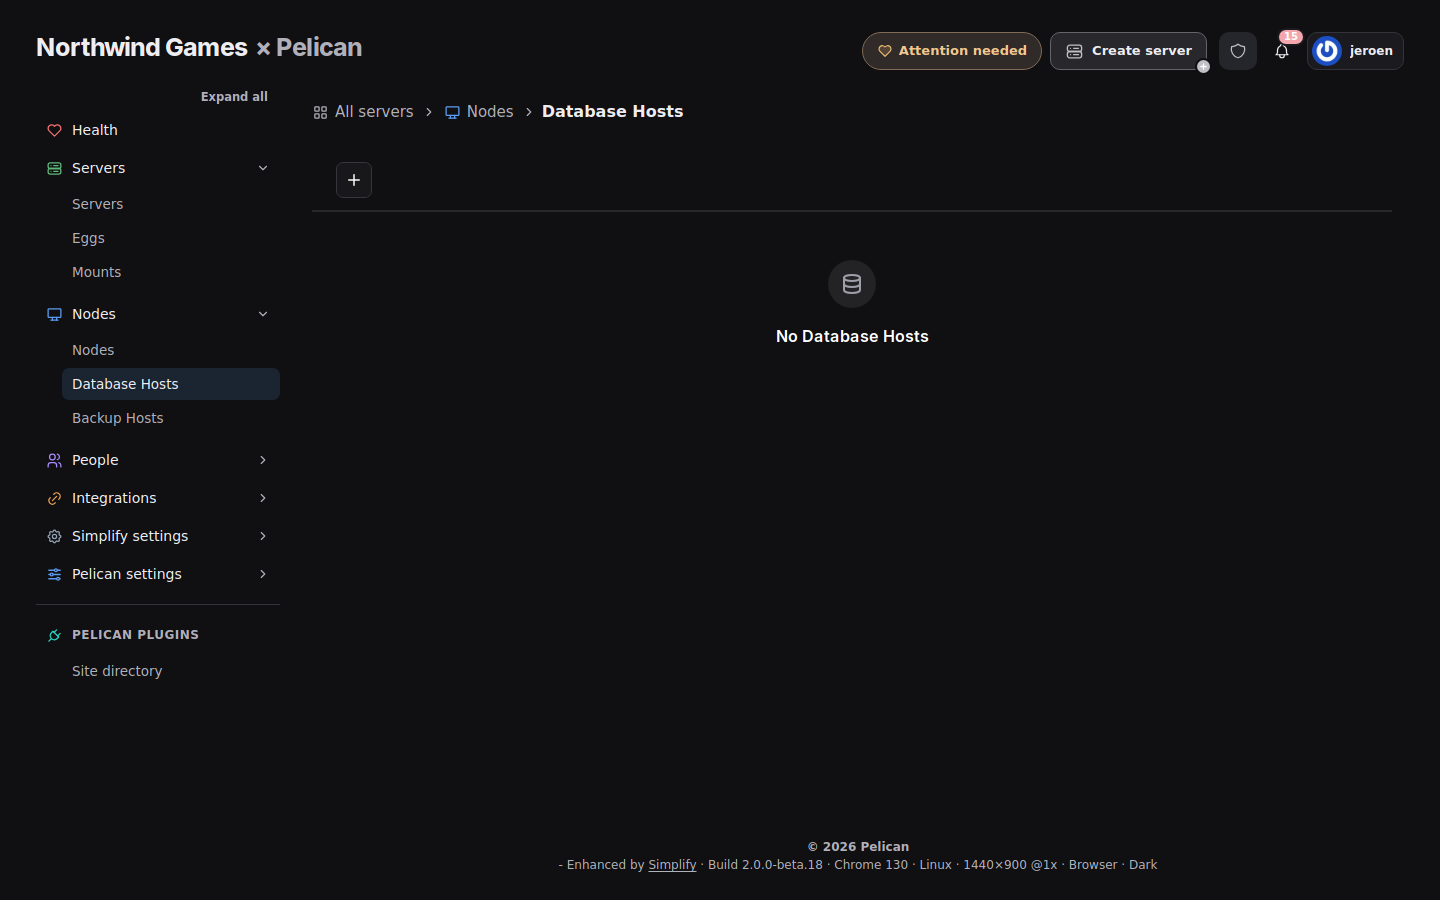 Northwind Games × Pelican
Attention needed
Create server
15
jeroen
Expand all
Health
Servers
Servers
Eggs
Mounts
Nodes
Nodes
Database Hosts
Backup Hosts
People
Integrations
Simplify settings
Pelican settings
PELICAN PLUGINS
Site directory
All servers
Nodes
Database Hosts
No Database Hosts
© 2026 Pelican
- Enhanced by Simplify · Build 2.0.0-beta.18 · Chrome 130 · Linux · 1440×900 @1x · Browser · Dark